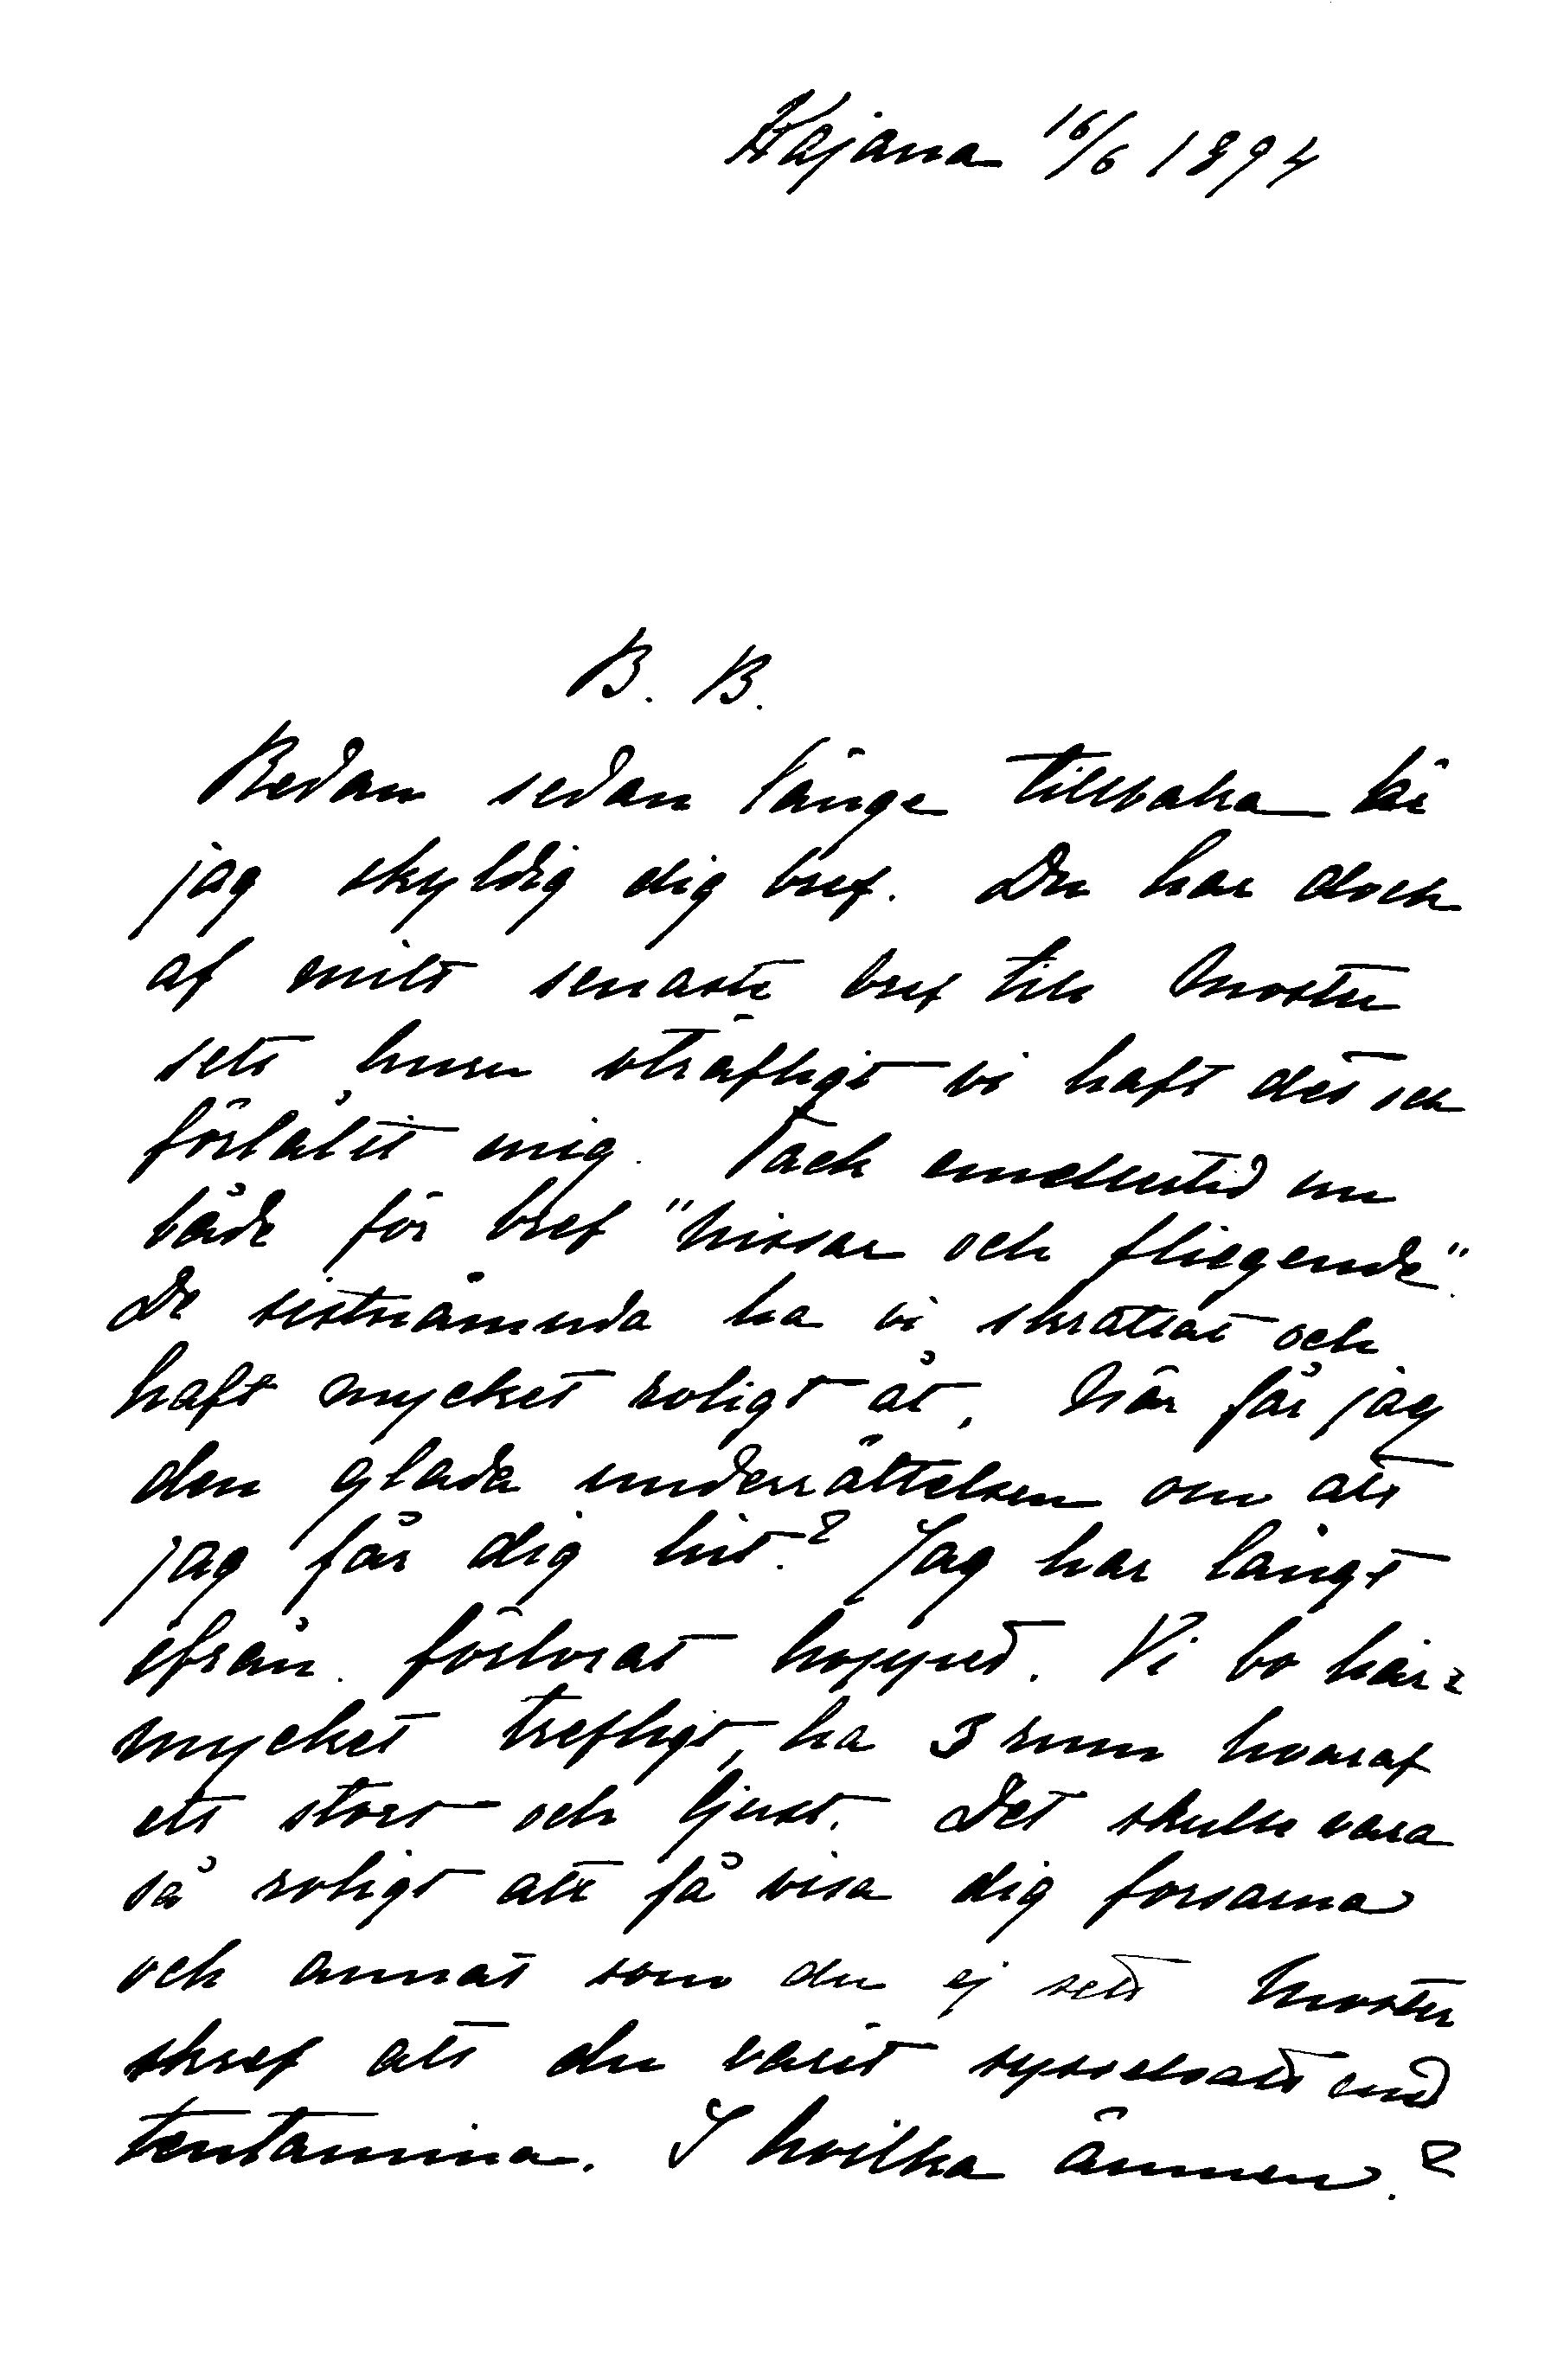 Kajana 16/6 1894
B. B.
Redan sedan länge tillbaka är
jag skyldig dig bref. Du har dock
af mitt senaste bref till Moster
sett huru sträfligt vi haft det och
förlåtit mig. Tack emellertid nu
både för bref "Nissar och fliegende".
De sistnämnda ha vi skrattat och
haft mycket roligt åt. När får jag
den glada underrättelsen om att
jag får dig hit? Jag har långt
ifrån förlorat hoppet. Vi bo här
mycket trefligt, ha 3 rum hvaraf
ett stort och ljust. Det skulle vara
så roligt att få visa dig forsarna
och annat som du ej sett Moster
skref att du varit sysselsatt med
tentamina. I hvilka ämnen?